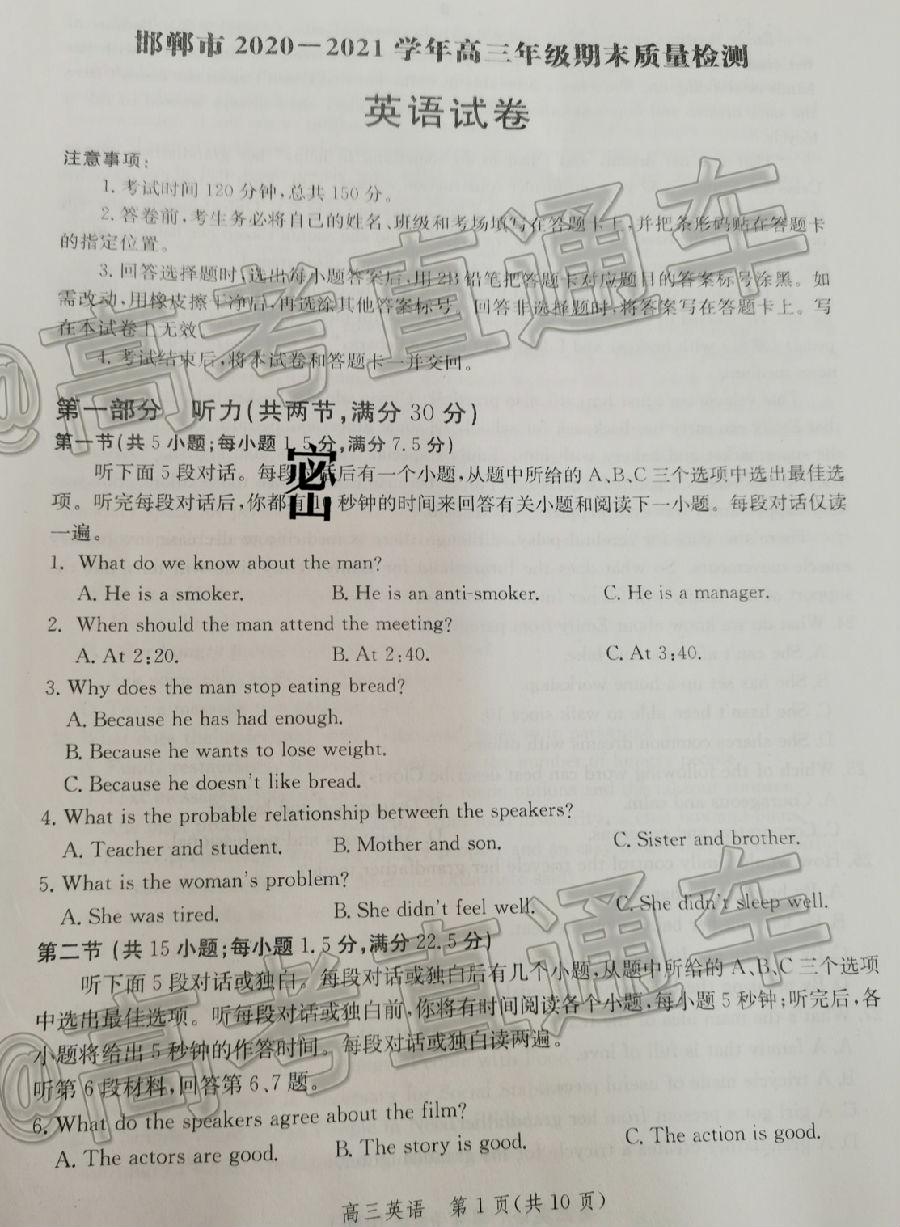 邯郸市 2020－2021 学年高三年级期末质量检测
英语试卷
注意事项：
1. 考试时间 120 分钟，总共 150 分。
2. 答卷前，考生务必将自己的姓名、班级和考场填写在答题卡上，并把条形码贴在答题卡
的指定位置。
3. 回答选择题时，选出每小题答案后，用 2B 铅笔把答题卡对应题目的答案标号涂黑。如
需改动，用橡皮擦干净后，再选涂其他答案标号。回答非选择题时，将答案写在答题卡上。写
在本试卷上无效。
4. 考试结束后，将本试卷和答题卡一并交回。
第一部分 听力(共两节，满分 30 分)
第一节(共 5 小题；每小题 1.5 分，满分 7.5 分)
听下面 5 段对话。每段对话后有一个小题，从题中所给的 A、B、C 三个选项中选出最佳选
项。听完每段对话后，你都有 10 秒钟的时间来回答有关小题和阅读下一小题。每段对话仅读
一遍。
1. What do we know about the man?
A. He is a smoker. B. He is an anti-smoker. C. He is a manager.
2. When should the man attend the meeting?
A. At 2:20. B. At 2:40. C. At 3:40.
3. Why does the man stop eating bread?
A. Because he has had enough.
B. Because he wants to lose weight.
C. Because he doesn't like bread.
4. What is the probable relationship between the speakers?
A. Teacher and student. B. Mother and son. C. Sister and brother.
5. What is the woman's problem?
A. She was tired. B. She didn't feel well. C. She didn't sleep well.
第二节 (共 15 小题；每小题 1.5 分，满分 22.5 分)
听下面 5 段对话或独白。每段对话或独白后有几个小题，从题中所给的 A、B、C 三个选项
中选出最佳选项。听每段对话或独白前，你将有时间阅读各个小题，每小题 5 秒钟；听完后，各
小题将给出 5 秒钟的作答时间。每段对话或独白读两遍。
听第 6 段材料，回答第 6、7 题。
6. What do the speakers agree about the film?
A. The actors are good. B. The story is good. C. The action is good.
高三英语 第 1 页(共 10 页)
@高考直通车
@高考直通车